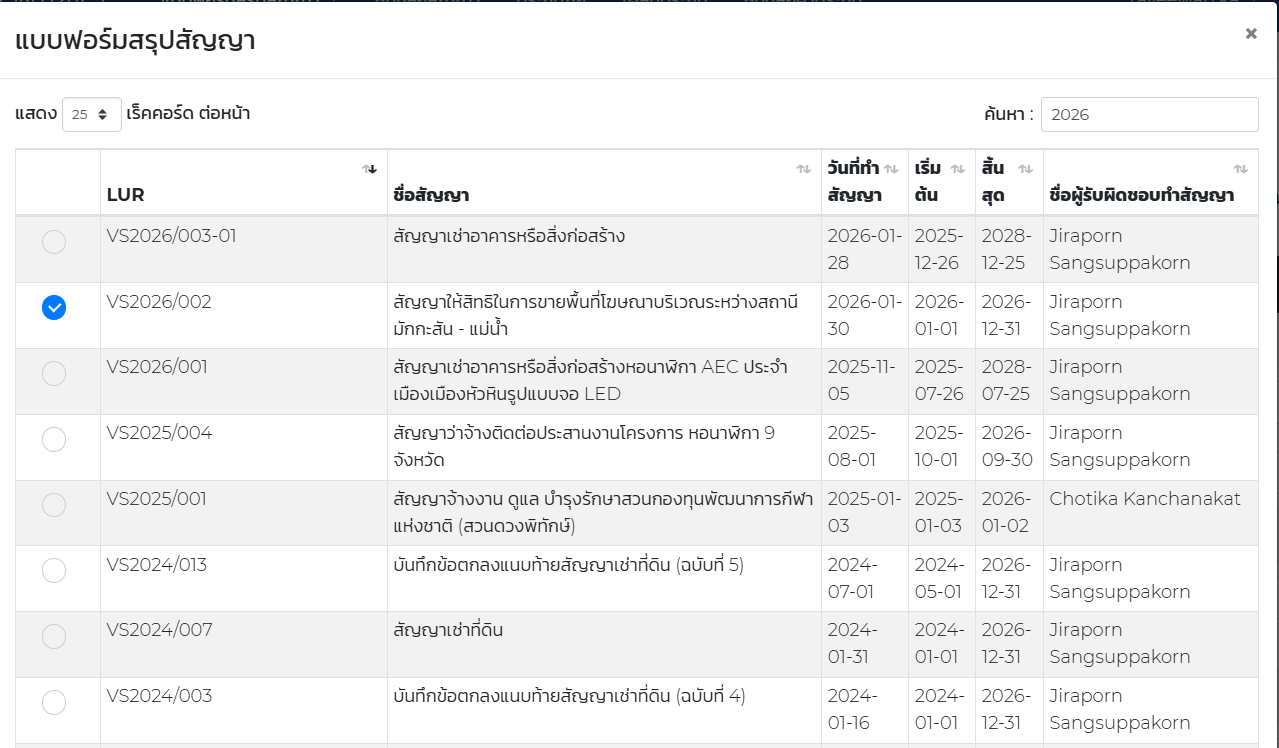 แบบฟอร์มสรุปสัญญา
×
แสดง 25 เร็คคอร์ด ต่อหน้า
ค้นหา : 2026
LUR
ชื่อสัญญา
วันที่ทำ
สัญญา
เริ่ม
ต้น
สิ้น
สุด
ชื่อผู้รับผิดชอบทำสัญญา
VS2026/003-01
สัญญาเช่าอาคารหรือสิ่งก่อสร้าง
2026-01-
28
2025-
12-26
2028-
12-25
Jiraporn
Sangsuppakorn
VS2026/002
สัญญาให้สิทธิในการขายพื้นที่โฆษณาบริเวณระหว่างสถานี
มักกะสัน - แม่น้ำ
2026-01-
30
2026-
01-01
2026-
12-31
Jiraporn
Sangsuppakorn
VS2026/001
สัญญาเช่าอาคารหรือสิ่งก่อสร้างหอนาฬิกา AEC ประจำ
เมืองเมืองหัวหินรูปแบบจอ LED
2025-11-
05
2025-
07-26
2028-
07-25
Jiraporn
Sangsuppakorn
VS2025/004
สัญญาว่าจ้างติดต่อประสานงานโครงการ หอนาฬิกา 9
จังหวัด
2025-
08-01
2025-
10-01
2026-
09-30
Jiraporn
Sangsuppakorn
VS2025/001
สัญญาจ้างงาน ดูแล บำรุงรักษาสวนกองทุนพัฒนาการกีฬา
แห่งชาติ (สวนดวงพิทักษ์)
2025-01-
03
2025-
01-03
2026-
01-02
Chotika Kanchanakat
VS2024/013
บันทึกข้อตกลงแนบท้ายสัญญาเช่าที่ดิน (ฉบับที่ 5)
2024-
07-01
2024-
05-01
2026-
12-31
Jiraporn
Sangsuppakorn
VS2024/007
สัญญาเช่าที่ดิน
2024-
01-31
2024-
01-01
2026-
12-31
Jiraporn
Sangsuppakorn
VS2024/003
บันทึกข้อตกลงแนบท้ายสัญญาเช่าที่ดิน (ฉบับที่ 4)
2024-
01-16
2024-
01-01
2026-
12-31
Jiraporn
Sangsuppakorn